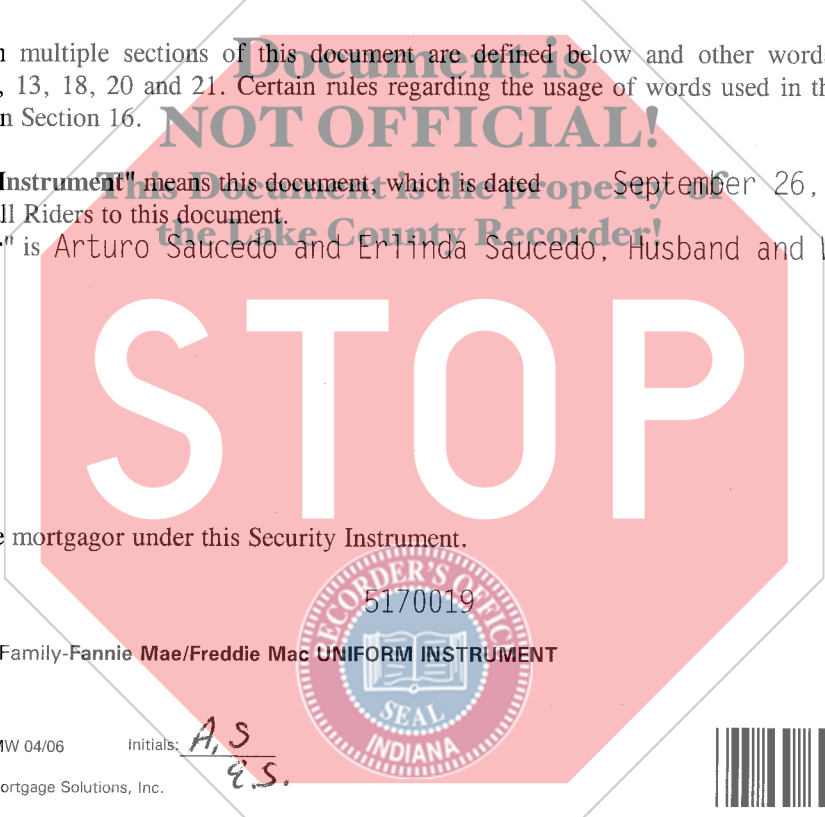 Document is
multiple sections of this document are defined below and other word
, 13, 18, 20 and 21. Certain rules regarding the usage of words used in th
n Section 16.
NOT OFFICIAL!
Instrument" means this document, which is dated September 26,
This Document is the property of
ll Riders to this document.
the Lake County Recorder!
" is Arturo Saucedo and Erlinda Saucedo, Husband and
STOP
e mortgagor under this Security Instrument.
RECORDER'S OFFICE
5170019
Family-Fannie Mae/Freddie Mac UNIFORM INSTRUMENT
SEAL
INDIANA
MW 04/06 Initials: A.S
E.S.
ortgage Solutions, Inc.